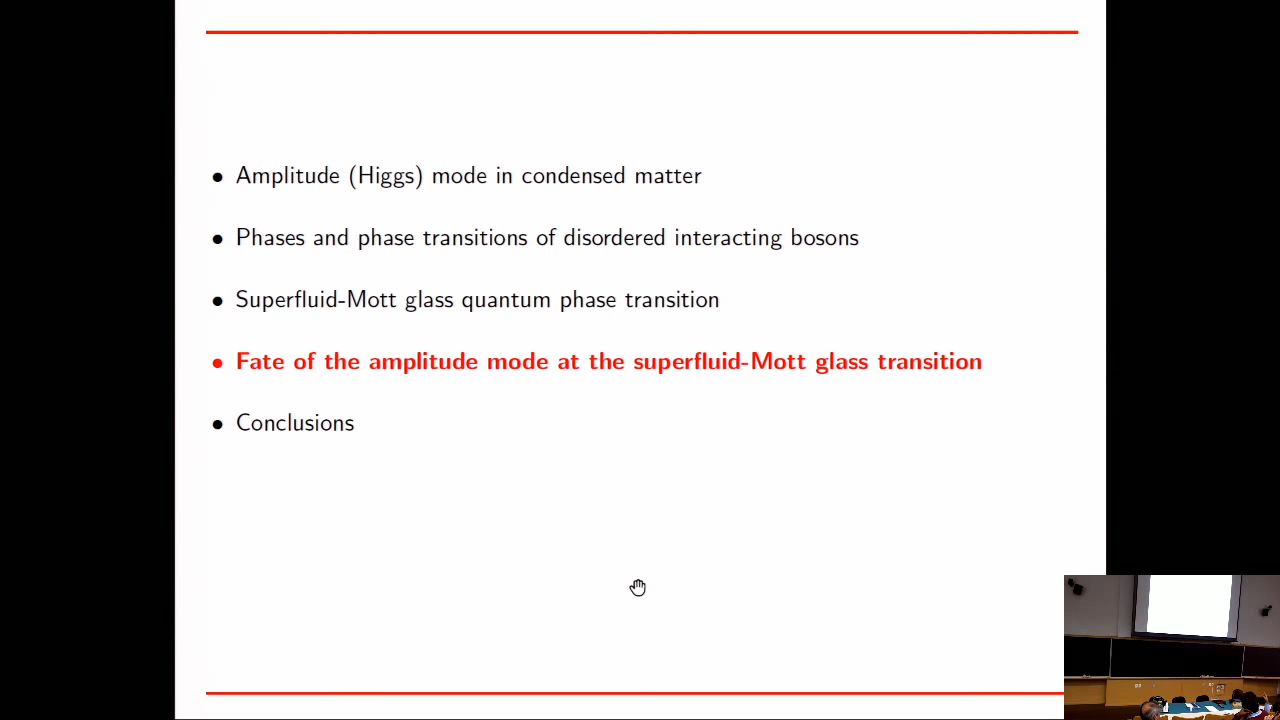 • Amplitude (Higgs) mode in condensed matter
• Phases and phase transitions of disordered interacting bosons
• Superfluid-Mott glass quantum phase transition
• Fate of the amplitude mode at the superfluid-Mott glass transition
• Conclusions